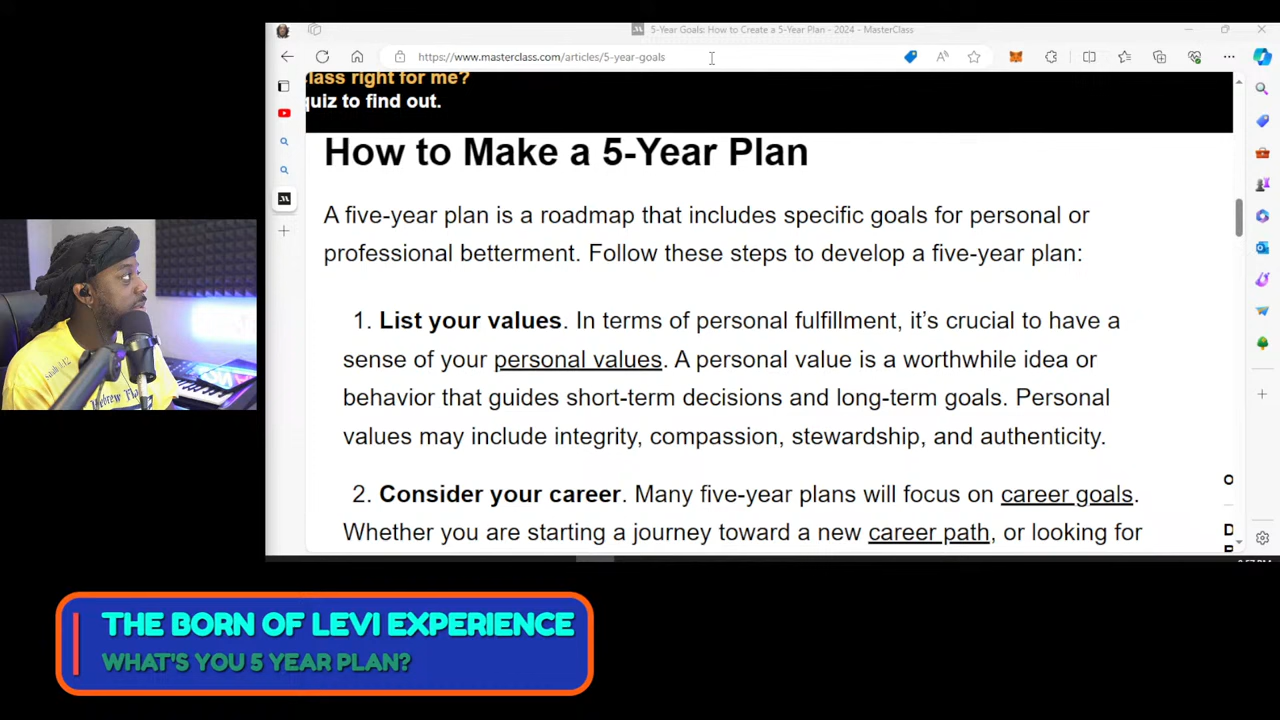 5-Year Goals: How to Create a 5-Year Plan - 2024 - MasterClass
https://www.masterclass.com/articles/5-year-goals
class right for me?
quiz to find out.
How to Make a 5-Year Plan
A five-year plan is a roadmap that includes specific goals for personal or
professional betterment. Follow these steps to develop a five-year plan:
1. List your values. In terms of personal fulfillment, it’s crucial to have a
sense of your personal values. A personal value is a worthwhile idea or
behavior that guides short-term decisions and long-term goals. Personal
values may include integrity, compassion, stewardship, and authenticity.
2. Consider your career. Many five-year plans will focus on career goals.
Whether you are starting a journey toward a new career path, or looking for
THE BORN OF LEVI EXPERIENCE
WHAT'S YOU 5 YEAR PLAN?